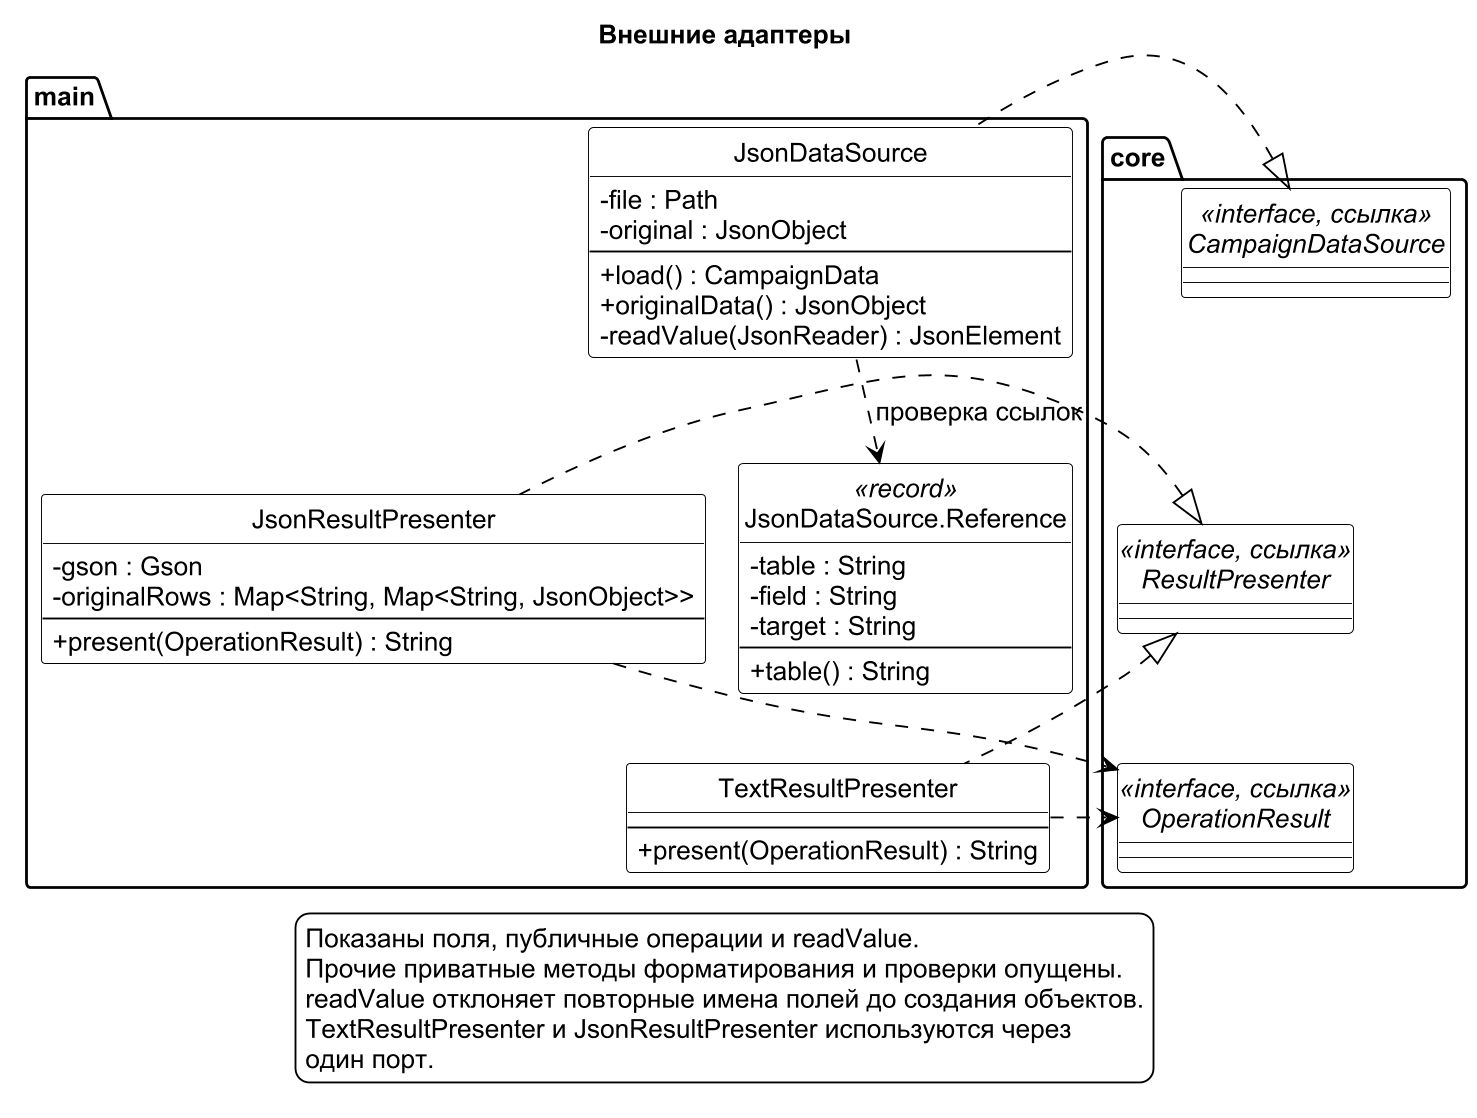 Внешние адаптеры
main
JsonDataSource
-file : Path
-original : JsonObject
+load() : CampaignData
+originalData() : JsonObject
-readValue(JsonReader) : JsonElement
core
«interface, ссылка»
CampaignDataSource
проверка ссылок
JsonResultPresenter
-gson : Gson
-originalRows : Map<String, Map<String, JsonObject>>
+present(OperationResult) : String
«record»
JsonDataSource.Reference
-table : String
-field : String
-target : String
+table() : String
«interface, ссылка»
ResultPresenter
TextResultPresenter
+present(OperationResult) : String
«interface, ссылка»
OperationResult
Показаны поля, публичные операции и readValue.
Прочие приватные методы форматирования и проверки опущены.
readValue отклоняет повторные имена полей до создания объектов.
TextResultPresenter и JsonResultPresenter используются через
один порт.